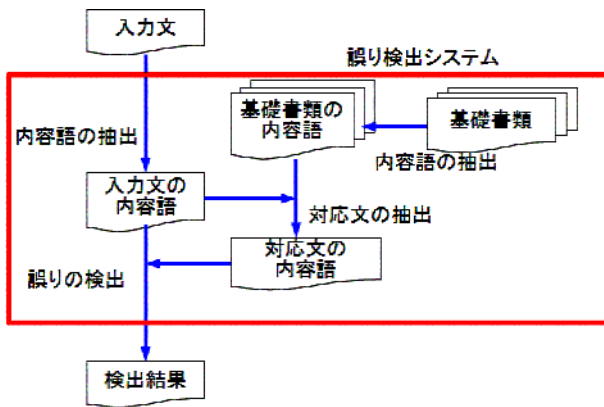 入力文
誤り検出システム
基礎書類の
内容語
基礎書類
内容語の抽出
内容語の抽出
入力文の
内容語
対応文の抽出
対応文の
内容語
誤りの検出
検出結果